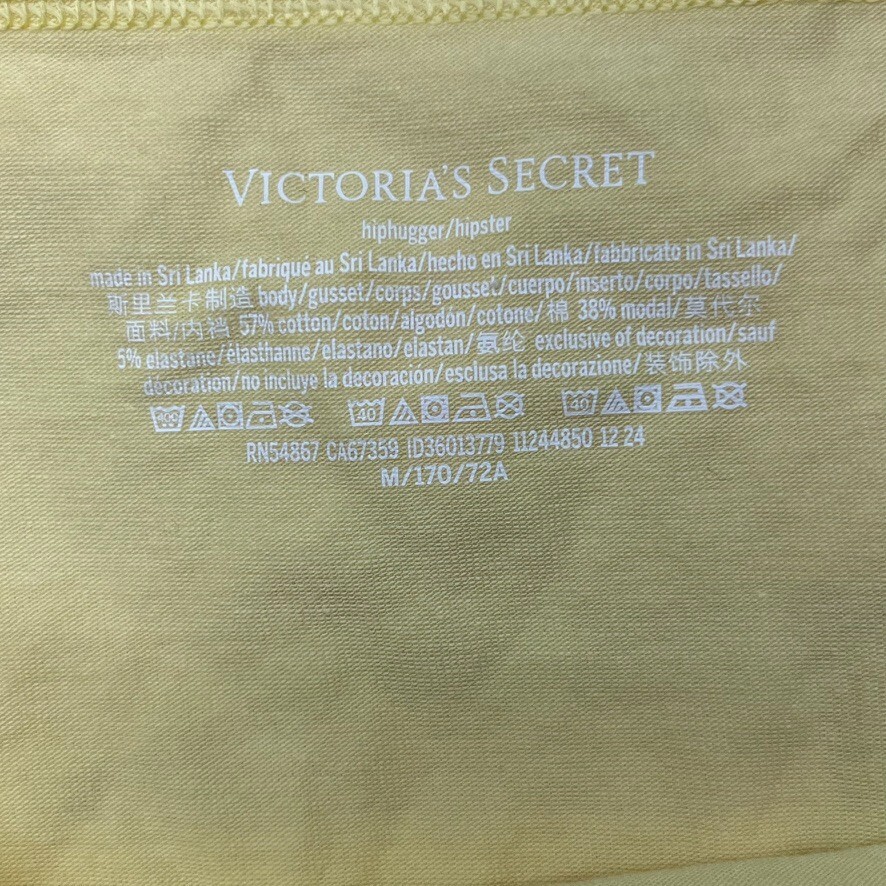 VICTORIA'S SECRET
hiphugger/hipster
made in Sri Lanka/fabriqué au Sri Lanka/hecho en Sri Lanka/fabbricato in Sri Lanka/
斯里兰卡制造 body/gusset/corps/gousset/cuerpo/inserto/corpo/tassello/
面料/内裆 57% cotton/coton/algodón/cotone/棉 38% modal/莫代尔
5% elastane/élasthanne/elastano/elastan/氨纶 exclusive of decoration/sauf
décoration/no incluye la decoración/esclusa la decorazione/装饰除外
40 40
RN54867 CA67359 ID36013779 11244850 12 24
M/170/72A